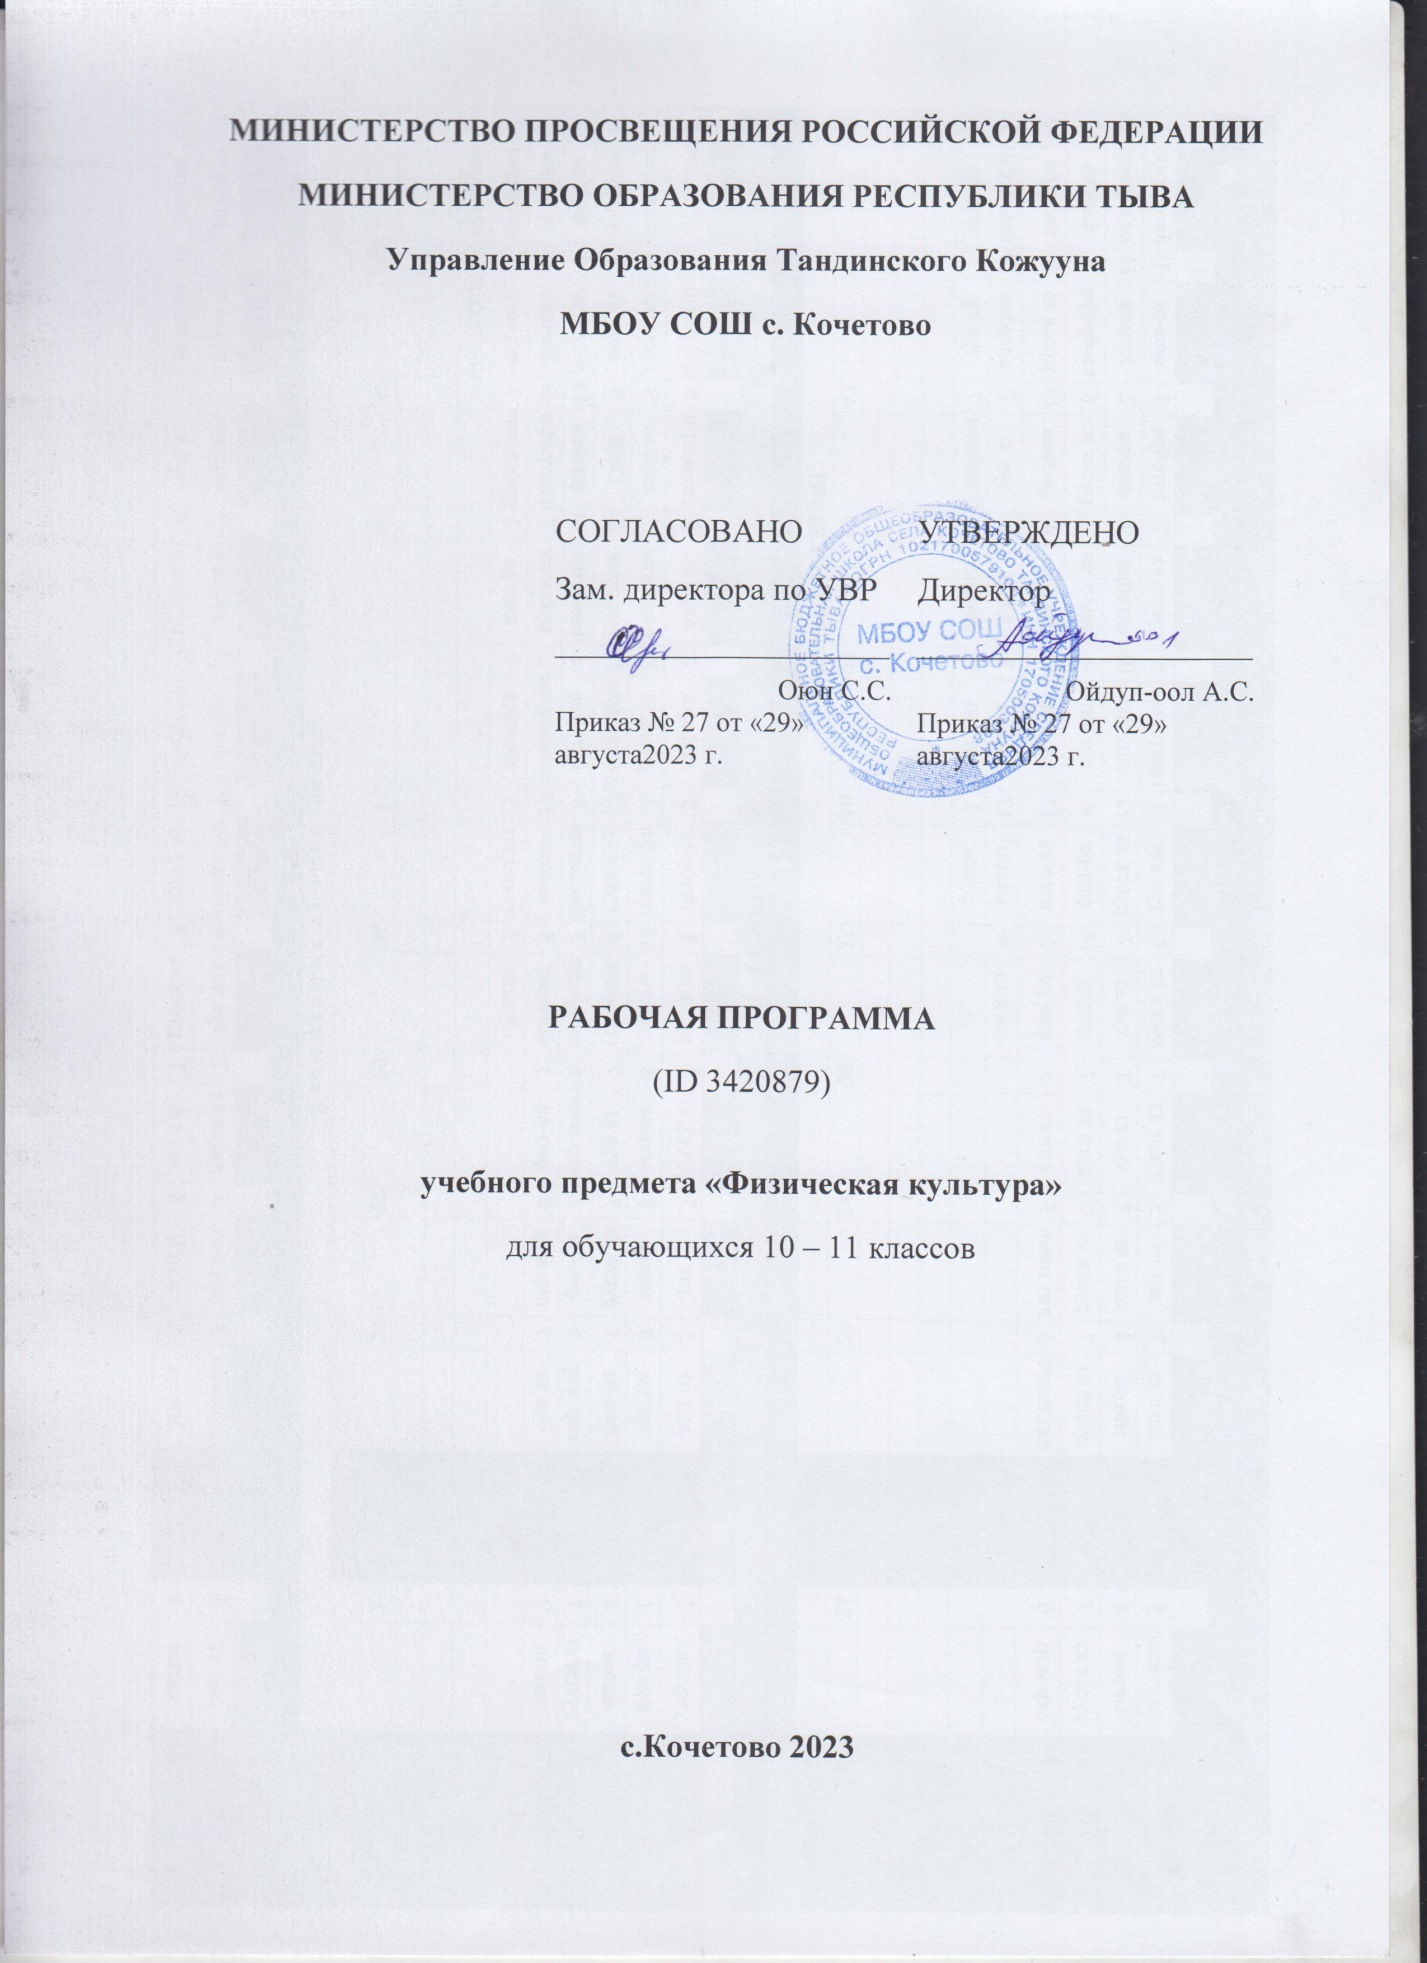 МИНИСТЕРСТВО ПРОСВЕЩЕНИЯ РОССИЙСКОЙ ФЕДЕРАЦИИ
МИНИСТЕРСТВО ОБРАЗОВАНИЯ РЕСПУБЛИКИ ТЫВА
Управление Образования Тандинского Кожууна
МБОУ СОШ с. Кочетово
СОГЛАСОВАНО
Зам. директора по УВР
Оюн С.С.
Приказ № 27 от «29»
августа2023 г.
УТВЕРЖДЕНО
Директор
Ойдуп-оол А.С.
Приказ № 27 от «29»
августа2023 г.
МБОУ СОШ
с. Кочетово
РАБОЧАЯ ПРОГРАММА
(ID 3420879)
учебного предмета «Физическая культура»
для обучающихся 10 – 11 классов
с.Кочетово 2023